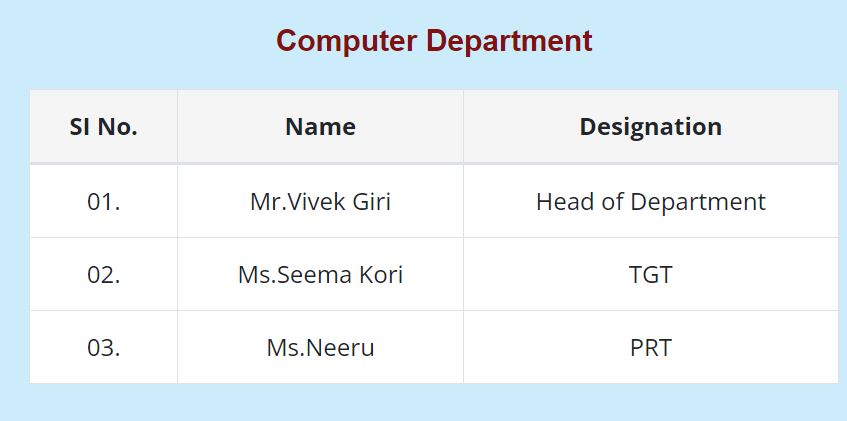 Computer Department
SI No. Name Designation
01. Mr.Vivek Giri Head of Department
02. Ms.Seema Kori TGT
03. Ms.Neeru PRT